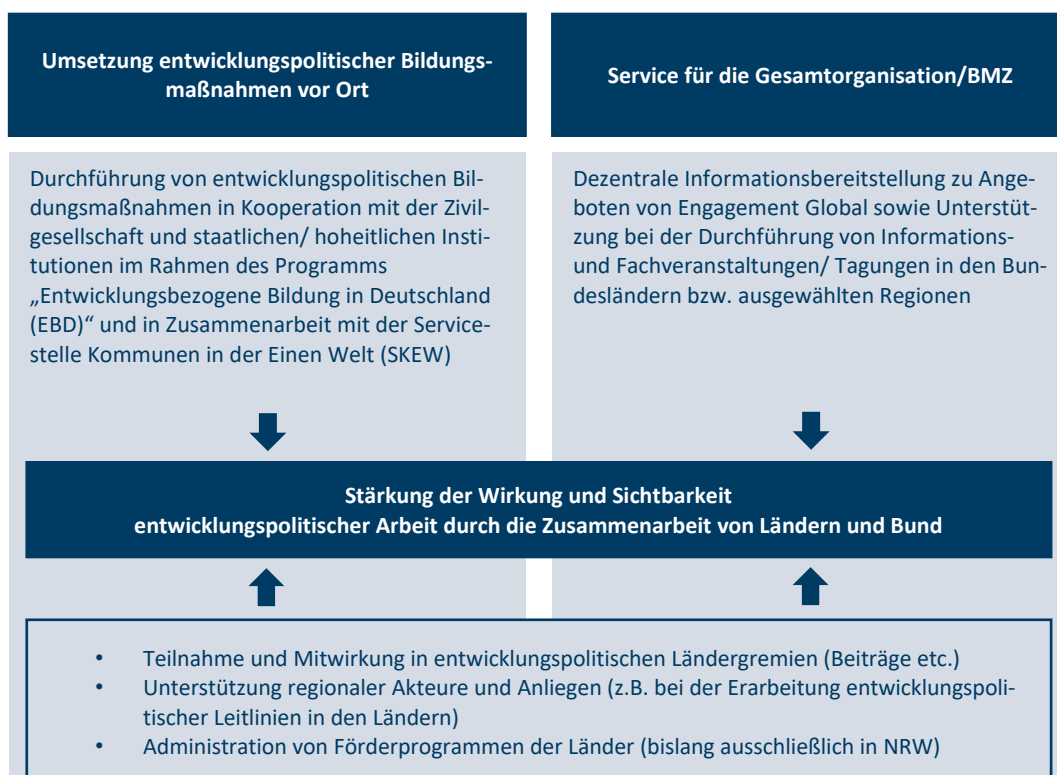 Umsetzung entwicklungspolitischer Bildungs-
maßnahmen vor Ort
Service für die Gesamtorganisation/BMZ
Durchführung von entwicklungspolitischen Bil-
dungsmaßnahmen in Kooperation mit der Zivil-
gesellschaft und staatlichen/ hoheitlichen Insti-
tutionen im Rahmen des Programms
„Entwicklungsbezogene Bildung in Deutschland
(EBD)“ und in Zusammenarbeit mit der Service-
stelle Kommunen in der Einen Welt (SKEW)
Dezentrale Informationsbereitstellung zu Ange-
boten von Engagement Global sowie Unterstüt-
zung bei der Durchführung von Informations-
und Fachveranstaltungen/ Tagungen in den Bun-
desländern bzw. ausgewählten Regionen
Stärkung der Wirkung und Sichtbarkeit
entwicklungspolitischer Arbeit durch die Zusammenarbeit von Ländern und Bund
• Teilnahme und Mitwirkung in entwicklungspolitischen Ländergremien (Beiträge etc.)
• Unterstützung regionaler Akteure und Anliegen (z.B. bei der Erarbeitung entwicklungspoli-
tischer Leitlinien in den Ländern)
• Administration von Förderprogrammen der Länder (bislang ausschließlich in NRW)